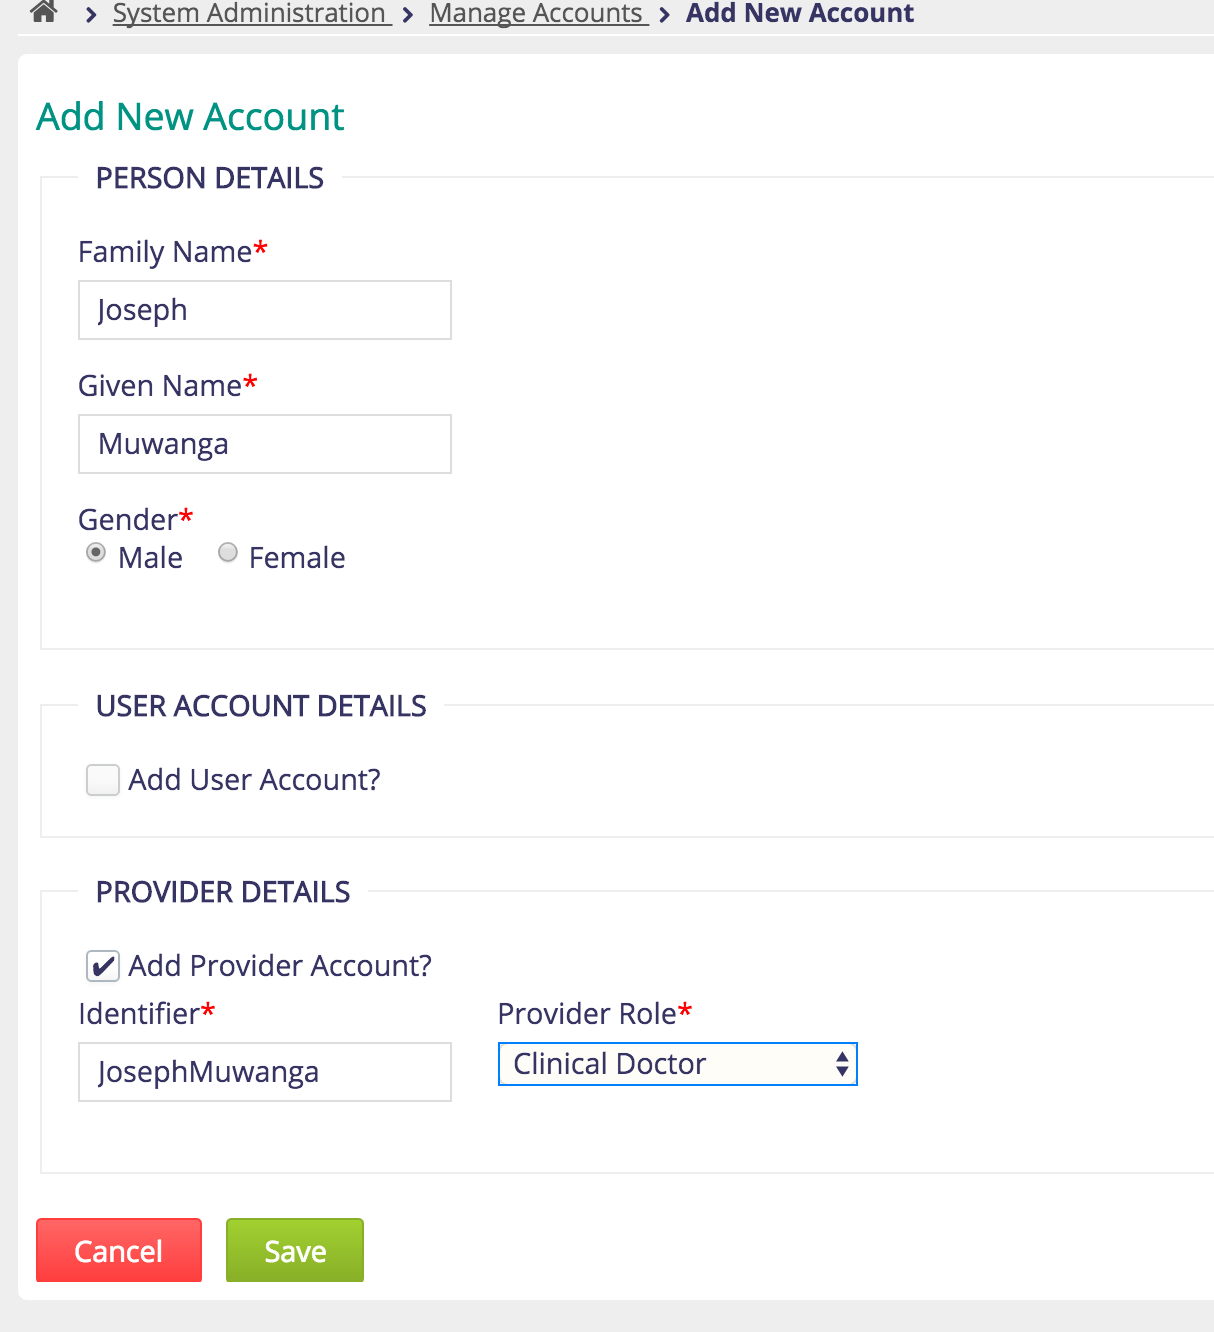 System Administration > Manage Accounts > Add New Account
Add New Account
PERSON DETAILS
Family Name*
Joseph
Given Name*
Muwanga
Gender*
Male Female
USER ACCOUNT DETAILS
Add User Account?
PROVIDER DETAILS
Add Provider Account?
Identifier* Provider Role*
JosephMuwanga Clinical Doctor
Cancel Save